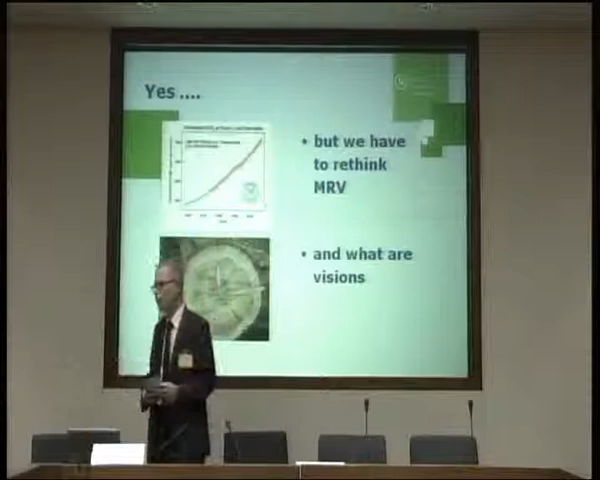 Yes ....
• but we have
to rethink
MRV
• and what are
visions